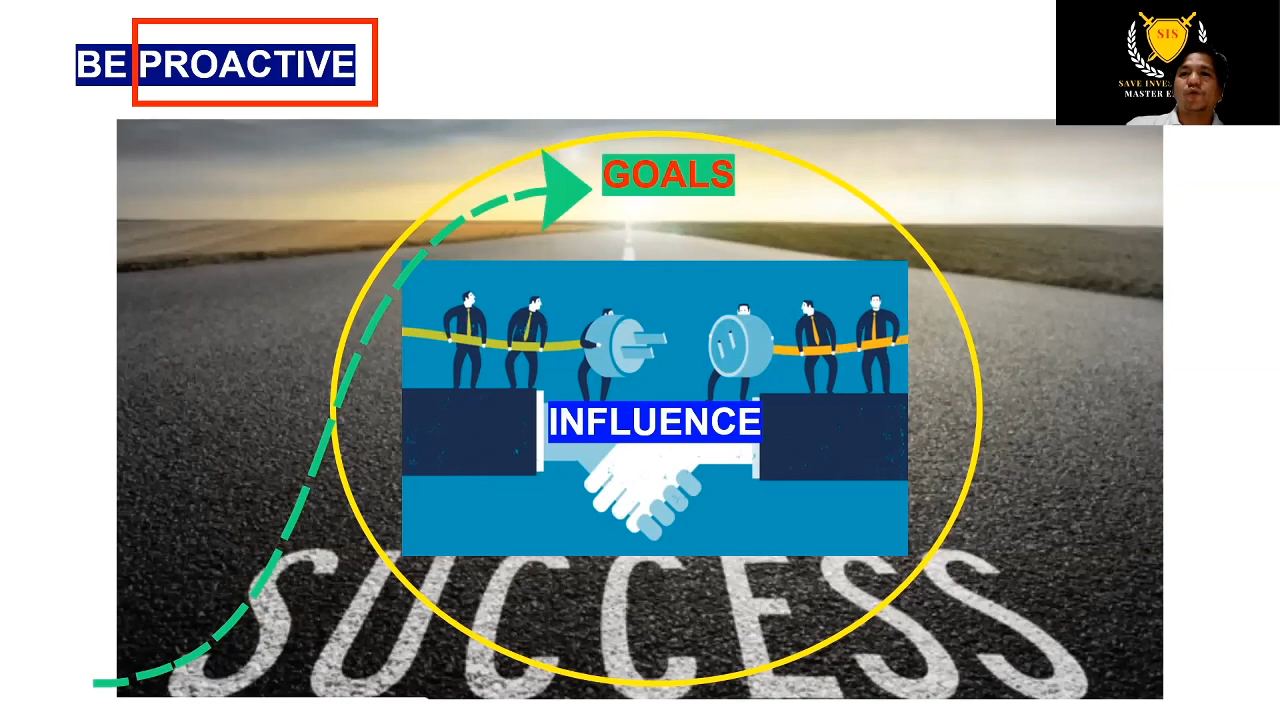 BE PROACTIVE
SIS
MASTER
GOALS
INFLUENCE
SUCCESS